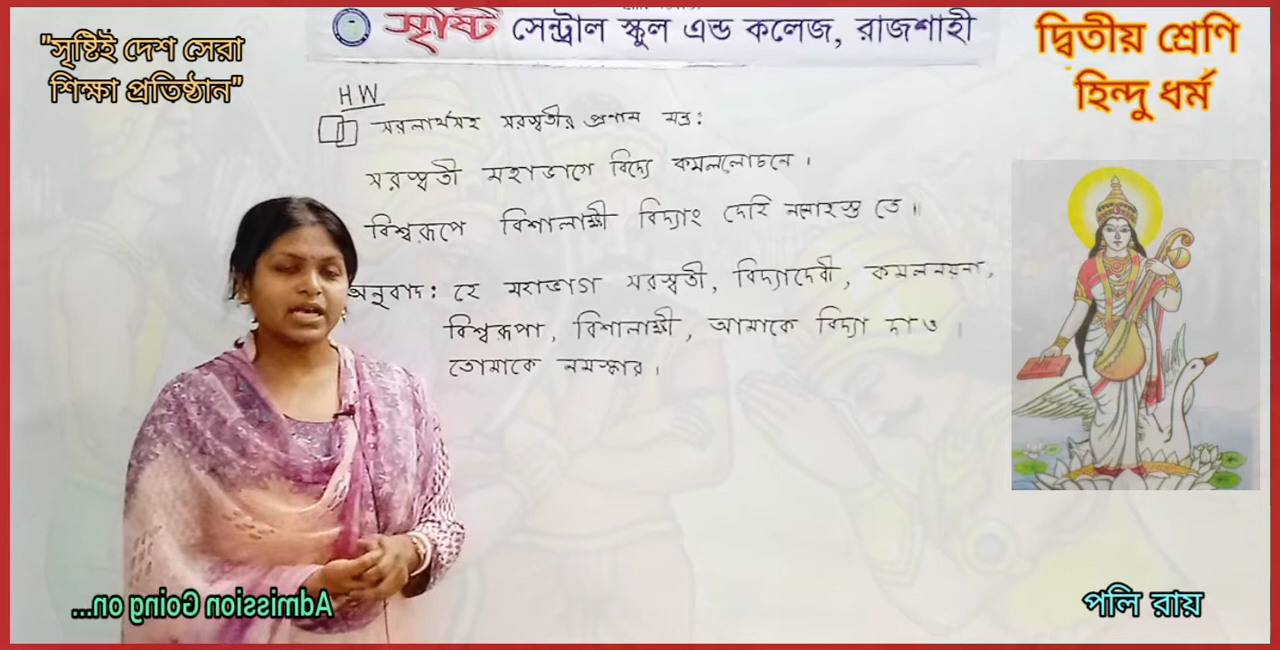 সৃষ্টি সেন্ট্রাল স্কুল এন্ড কলেজ, রাজশাহী
"সৃষ্টিই দেশ সেরা
শিক্ষা প্রতিষ্ঠান"
দ্বিতীয় শ্রেণি
হিন্দু ধর্ম
HW
সরলার্থসহ সরস্বতীর প্রণাম মন্ত্র:
সরস্বতী মহাভাগে বিদ্যে কমললোচনে।
বিশ্বরূপে বিশালাক্ষী বিদ্যাং দেহি নমোহস্তু তে॥
অনুবাদ: হে মহাভাগ সরস্বতী, বিদ্যাদেবী, কমলনয়না,
বিশ্বরূপা, বিশালাক্ষী, আমাকে বিদ্যা দাও।
তোমাকে নমস্কার।
Admission Going on...
পলি রায়